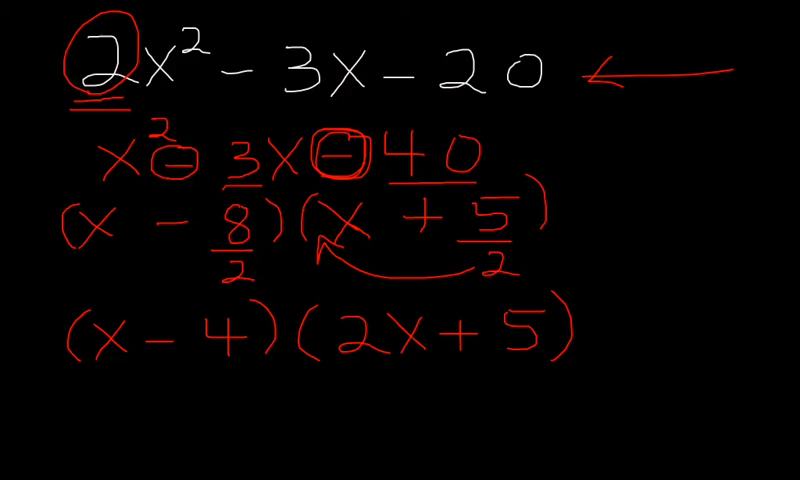 2x² - 3x - 20
x² - 3x - 40
(x - 8/2)(x + 5/2)
(x - 4)(2x + 5)